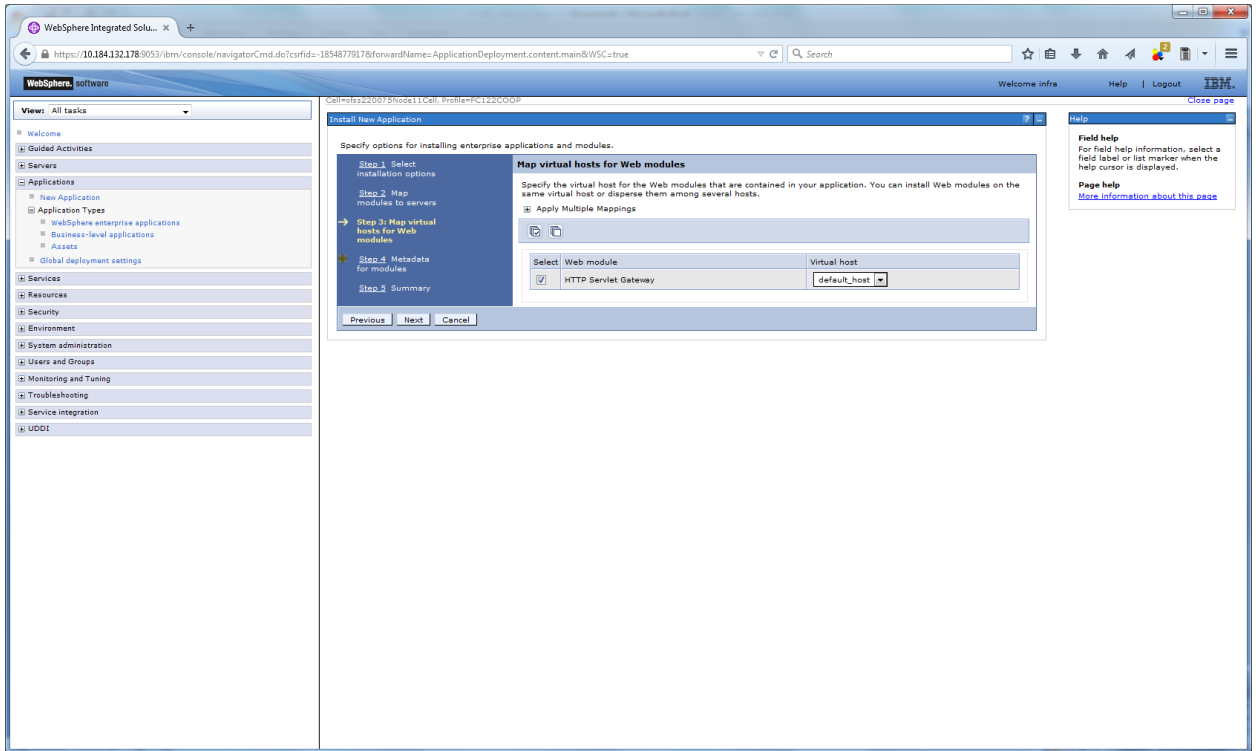 WebSphere Integrated Solu... × +
https://10.184.132.178:9053/ibm/console/navigatorCmd.do?csrfid=-1854877917&forwardName=ApplicationDeployment.content.main&WSC=true
Search
2
WebSphere. software
Welcome infra
Help | Logout
IBM.
View: All tasks
Welcome
Guided Activities
Servers
Applications
New Application
Application Types
WebSphere enterprise applications
Business-level applications
Assets
Global deployment settings
Services
Resources
Security
Environment
System administration
Users and Groups
Monitoring and Tuning
Troubleshooting
Service integration
UDDI
Cell=ofss220075Node11Cell, Profile=FC122COOP
Close page
Install New Application
?
Specify options for installing enterprise applications and modules.
Step 1 Select
installation options
Step 2 Map
modules to servers
Step 3: Map virtual
hosts for Web
modules
Step 4 Metadata
for modules
Step 5 Summary
Map virtual hosts for Web modules
Specify the virtual host for the Web modules that are contained in your application. You can install Web modules on the
same virtual host or disperse them among several hosts.
Apply Multiple Mappings
Select Web module Virtual host
HTTP Servlet Gateway default_host
Previous Next Cancel
Help
Field help
For field help information, select a
field label or list marker when the
help cursor is displayed.
Page help
More information about this page